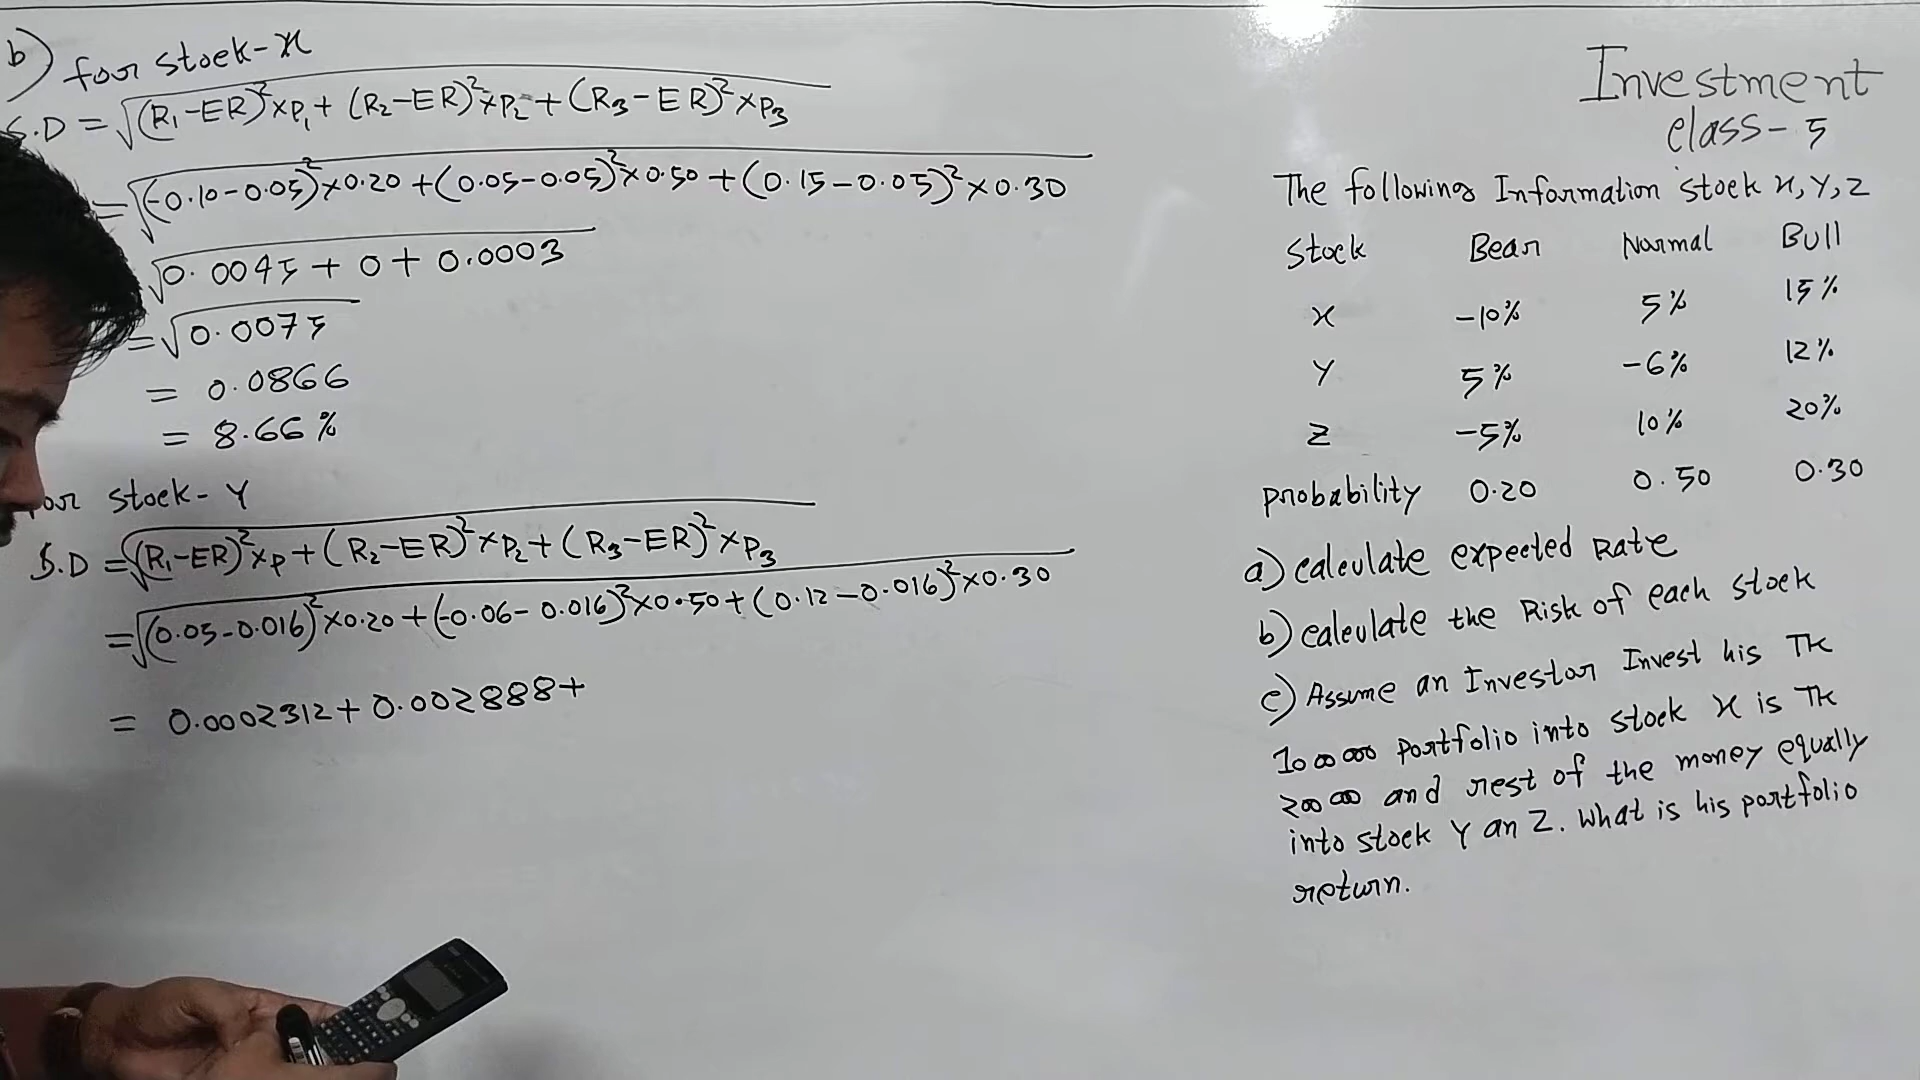 b) for stock-x
S.D = √(R₁-ER)²×P₁+ (R₂-ER)²×P₂+(R₃-ER)²×P₃
= √(-0.10-0.05)²×0.20+(0.05-0.05)²×0.50+(0.15-0.05)²×0.30
√0.0045+0+0.0003
= √0.0075
= 0.0866
= 8.66%
for stock-Y
S.D = √(R₁-ER)²×P+(R₂-ER)²×P₂+(R₃-ER)²×P₃
= √(0.05-0.016)²×0.20+(-0.06-0.016)²×0.50+(0.12-0.016)²×0.30
= 0.0002312+0.002888+
Investment
class-5
The following Information stock x,Y,Z
Stock Bear Normal Bull
x -10% 5% 15%
Y 5% -6% 12%
Z -5% 10% 20%
probability 0.20 0.50 0.30
a) calculate expected Rate
b) calculate the Risk of each stock
c) Assume an Investor Invest his TK
100000 portfolio into stock x is TK
20000 and rest of the money equally
into stock Y an Z. What is his portfolio
return.